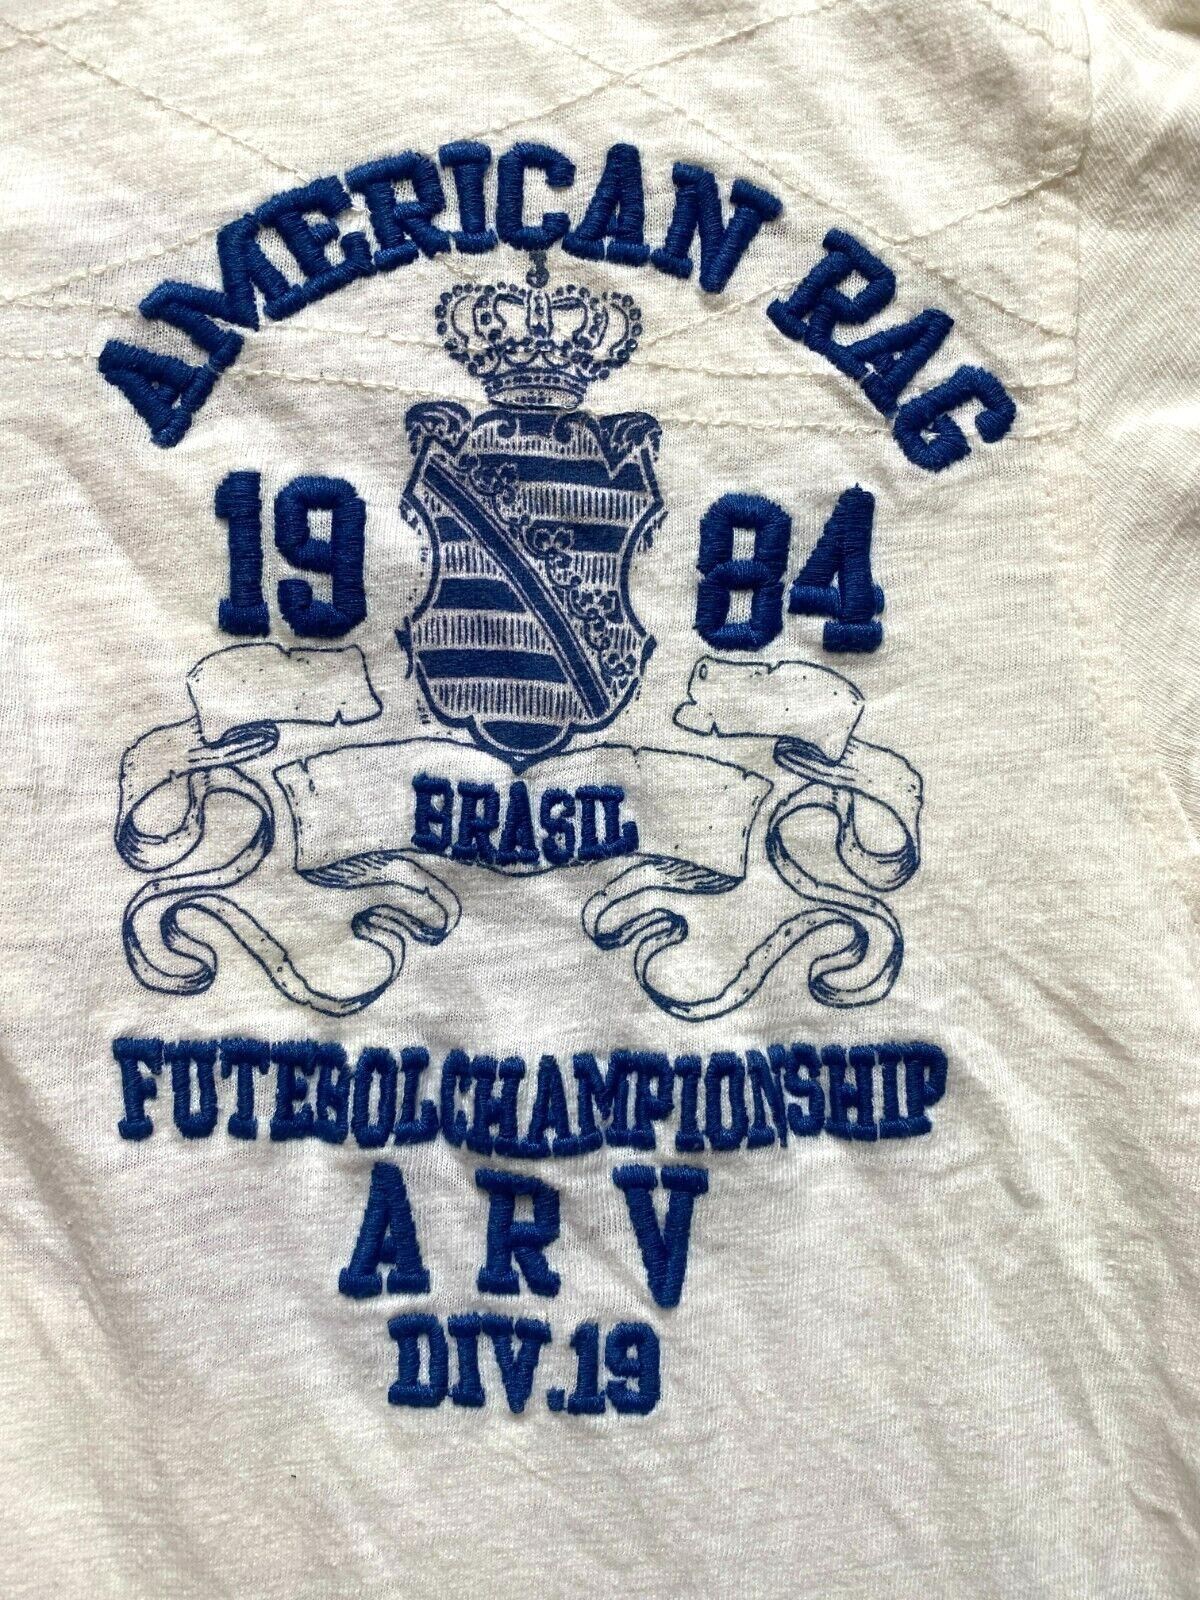 AMERICAN RAG
19 84
BRASIL
FUTEBOLCHAMPIONSHIP
A R V
DIV.19